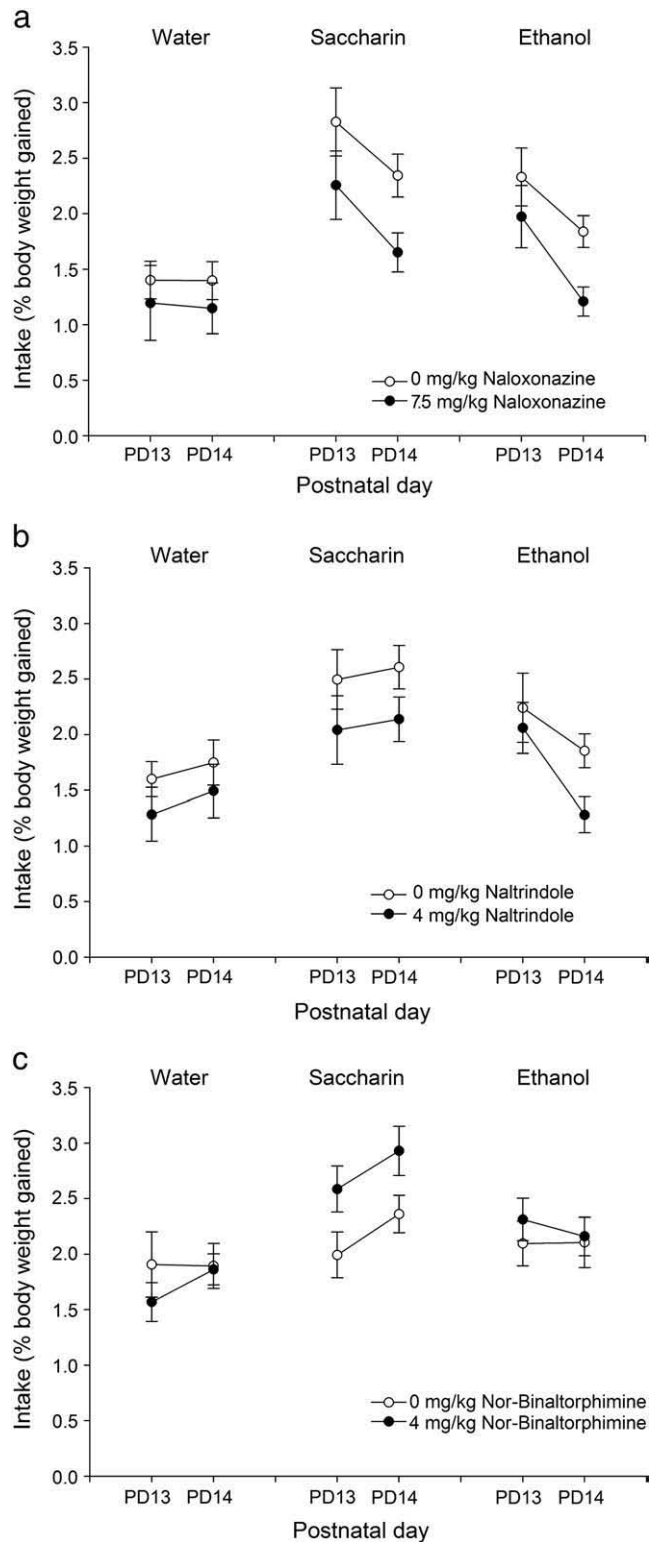 a
Water Saccharin Ethanol
3.5
3.0
2.5
2.0
1.5
1.0
0.5
0.0
Intake (% body weight gained)
0 mg/kg Naloxonazine
7.5 mg/kg Naloxonazine
PD13 PD14 PD13 PD14 PD13 PD14
Postnatal day
b
Water Saccharin Ethanol
3.5
3.0
2.5
2.0
1.5
1.0
0.5
0.0
Intake (% body weight gained)
0 mg/kg Naltrindole
4 mg/kg Naltrindole
PD13 PD14 PD13 PD14 PD13 PD14
Postnatal day
c
Water Saccharin Ethanol
3.5
3.0
2.5
2.0
1.5
1.0
0.5
0.0
Intake (% body weight gained)
0 mg/kg Nor-Binaltorphimine
4 mg/kg Nor-Binaltorphimine
PD13 PD14 PD13 PD14 PD13 PD14
Postnatal day